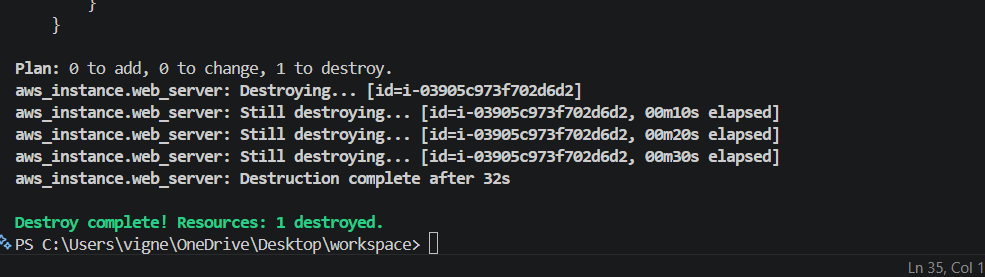 }
}
Plan: 0 to add, 0 to change, 1 to destroy.
aws_instance.web_server: Destroying... [id=i-03905c973f702d6d2]
aws_instance.web_server: Still destroying... [id=i-03905c973f702d6d2, 00m10s elapsed]
aws_instance.web_server: Still destroying... [id=i-03905c973f702d6d2, 00m20s elapsed]
aws_instance.web_server: Still destroying... [id=i-03905c973f702d6d2, 00m30s elapsed]
aws_instance.web_server: Destruction complete after 32s
Destroy complete! Resources: 1 destroyed.
PS C:\Users\vigne\OneDrive\Desktop\workspace>
Ln 35, Col 1